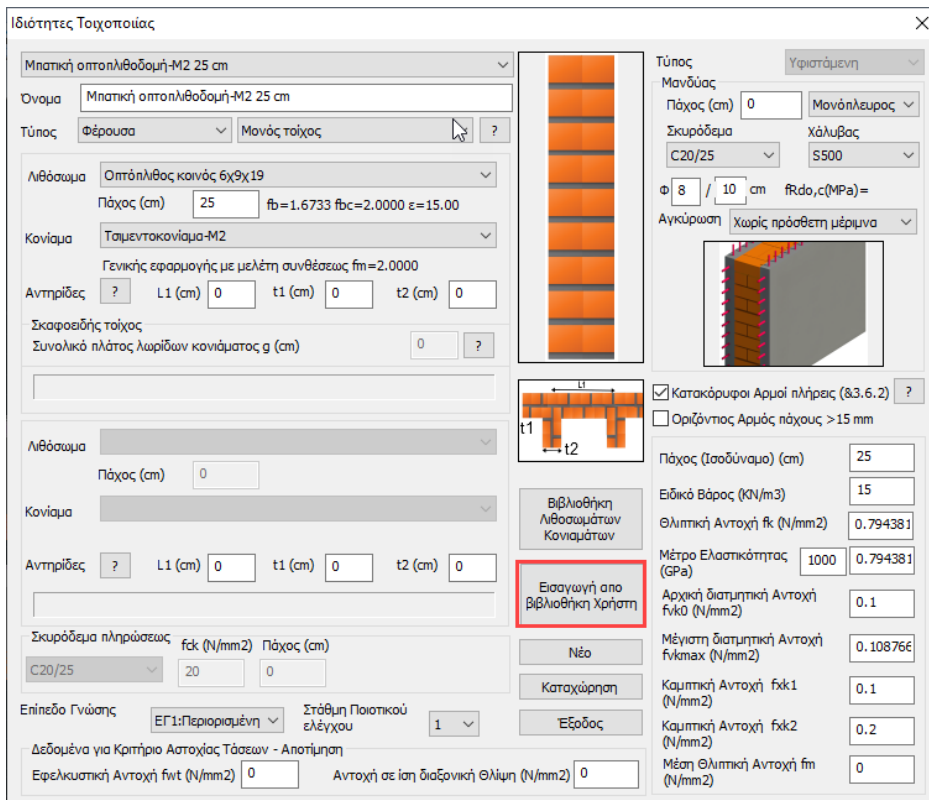 Ιδιότητες Τοιχοποιίας
Μπατική οπτοπλιθοδομή-Μ2 25 cm
Όνομα Μπατική οπτοπλιθοδομή-Μ2 25 cm
Τύπος Φέρουσα Μονός τοίχος ?
Λιθόσωμα Οπτόπλιθος κοινός 6χ9χ19
Πάχος (cm) 25 fb=1.6733 fbc=2.0000 ε=15.00
Κονίαμα Τσιμεντοκονίαμα-Μ2
Γενικής εφαρμογής με μελέτη συνθέσεως fm=2.0000
Αντηρίδες ? L1 (cm) 0 t1 (cm) 0 t2 (cm) 0
Σκαφοειδής τοίχος
Συνολικό πλάτος λωρίδων κονιάματος g (cm) 0 ?
Λιθόσωμα
Πάχος (cm) 0
Κονίαμα
Αντηρίδες ? L1 (cm) 0 t1 (cm) 0 t2 (cm) 0
Σκυρόδεμα πληρώσεως
fck (N/mm2) Πάχος (cm)
C20/25 20 0
Επίπεδο Γνώσης ΕΓ1:Περιορισμένη
Στάθμη Ποιοτικού
ελέγχου 1
Δεδομένα για Κριτήριο Αστοχίας Τάσεων - Αποτίμηση
Εφελκυστική Αντοχή fwt (N/mm2) 0 Αντοχή σε ίση διαξονική Θλίψη (N/mm2) 0
L1
t1
t2
Βιβλιοθήκη
Λιθοσωμάτων
Κονιαμάτων
Εισαγωγή απο
βιβλιοθήκη Χρήστη
Νέο
Καταχώρηση
Έξοδος
Τύπος Υφιστάμενη
Μανδύας
Πάχος (cm) 0 Μονόπλευρος
Σκυρόδεμα Χάλυβας
C20/25 S500
Φ 8 / 10 cm fRdo,c(MPa)=
Αγκύρωση Χωρίς πρόσθετη μέριμνα
Κατακόρυφοι Αρμοί πλήρεις (&3.6.2) ?
Οριζόντιος Αρμός πάχους >15 mm
Πάχος (Ισοδύναμο) (cm) 25
Ειδικό Βάρος (KN/m3) 15
Θλιπτική Αντοχή fk (N/mm2) 0.794381
Μέτρο Ελαστικότητας
(GPa) 1000 0.794381
Αρχική διατμητική Αντοχή
fvk0 (N/mm2) 0.1
Μέγιστη διατμητική Αντοχή
fvkmax (N/mm2) 0.108766
Καμπτική Αντοχή fxk1
(N/mm2) 0.1
Καμπτική Αντοχή fxk2
(N/mm2) 0.2
Μέση Θλιπτική Αντοχή fm
(N/mm2) 0